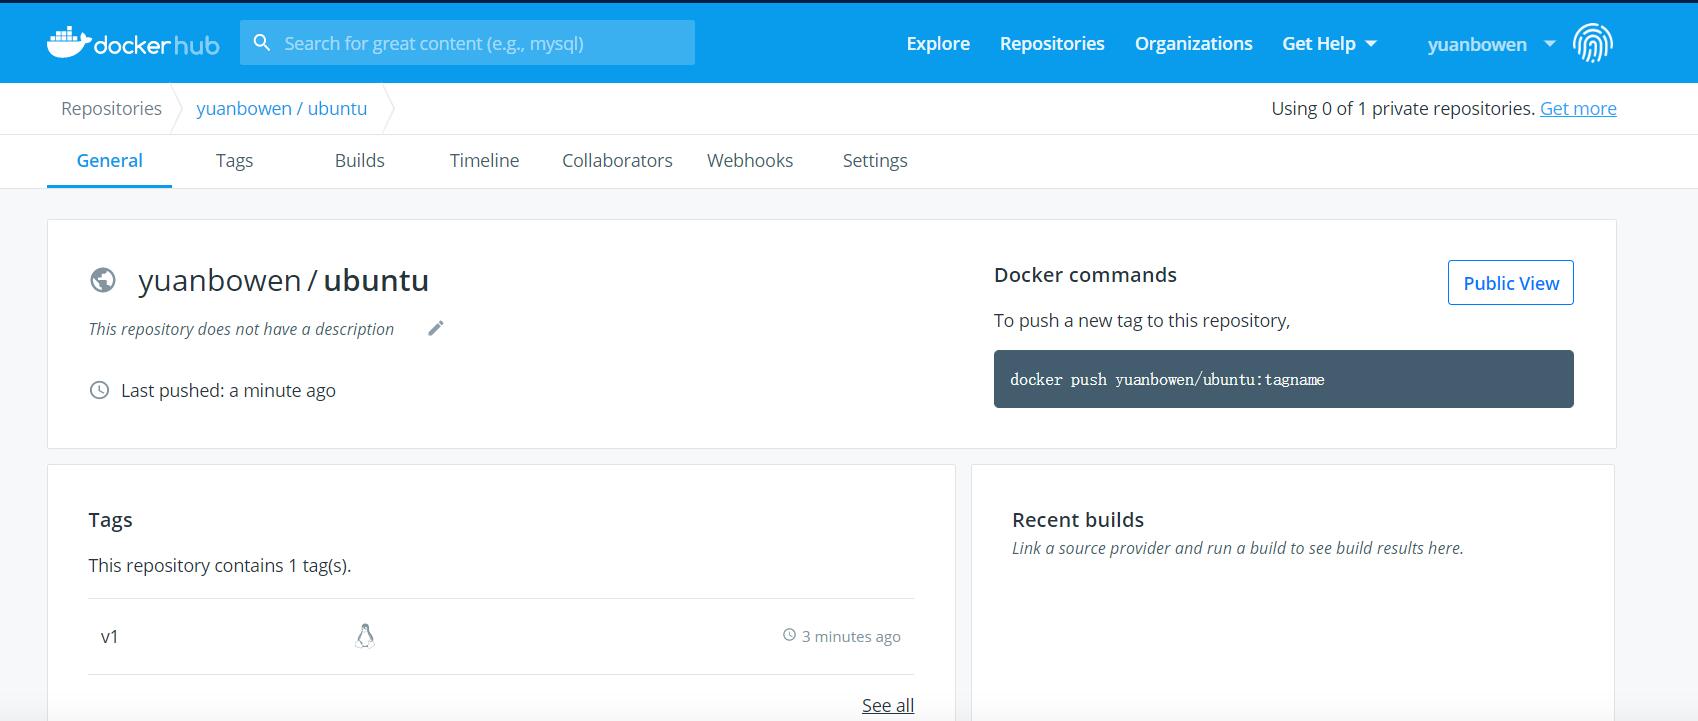 docker hub
Search for great content (e.g., mysql)
Explore
Repositories
Organizations
Get Help
yuanbowen
Repositories
yuanbowen / ubuntu
Using 0 of 1 private repositories. Get more
General
Tags
Builds
Timeline
Collaborators
Webhooks
Settings
yuanbowen / ubuntu
This repository does not have a description
Last pushed: a minute ago
Docker commands
Public View
To push a new tag to this repository,
docker push yuanbowen/ubuntu:tagname
Tags
This repository contains 1 tag(s).
v1
3 minutes ago
See all
Recent builds
Link a source provider and run a build to see build results here.